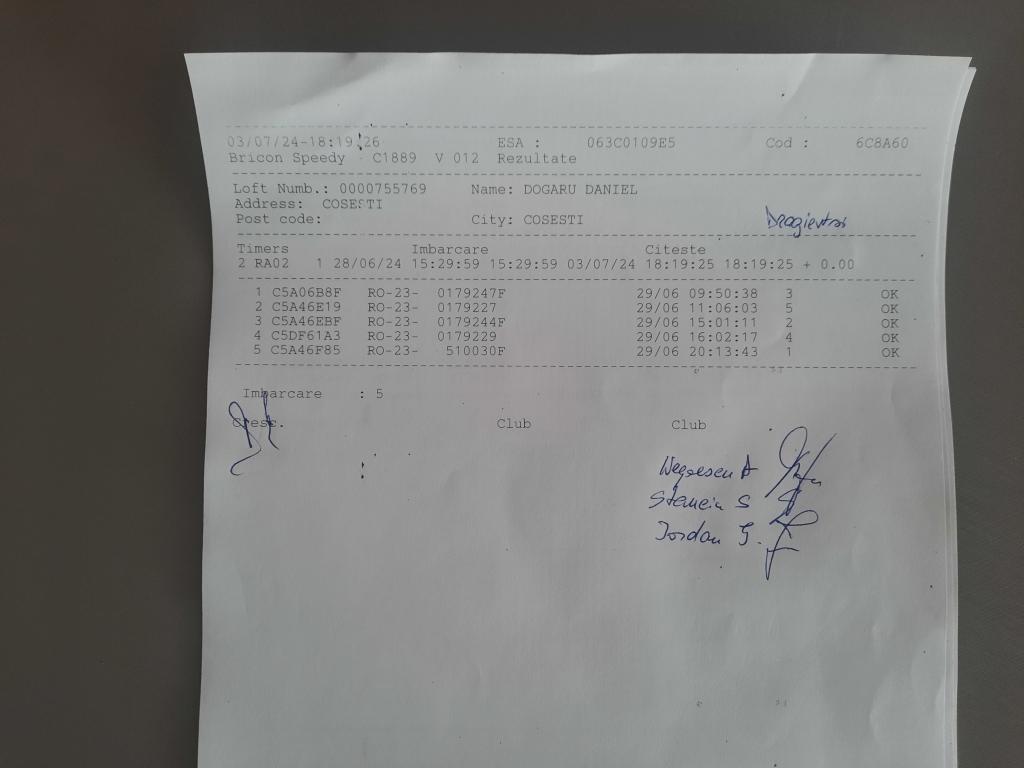 03/07/24-18:19:26 ESA : 063C0109E5 Cod : 6C8A60
Bricon Speedy - C1889 V 012 Rezultate
Loft Numb.: 0000755769 Name: DOGARU DANIEL
Address: COSESTI
Post code: City: COSESTI
Timers Imbarcare Citeste
2 RA02 1 28/06/24 15:29:59 15:29:59 03/07/24 18:19:25 18:19:25 + 0.00
1 C5A06B8F RO-23- 0179247F 29/06 09:50:38 3 OK
2 C5A46E19 RO-23- 0179227 29/06 11:06:03 5 OK
3 C5A46EBF RO-23- 0179244F 29/06 15:01:11 2 OK
4 C5DF61A3 RO-23- 0179229 29/06 16:02:17 4 OK
5 C5A46F85 RO-23- 510030F 29/06 20:13:43 1 OK
Imbarcare : 5
Cresc. Club Club
Iordan G.